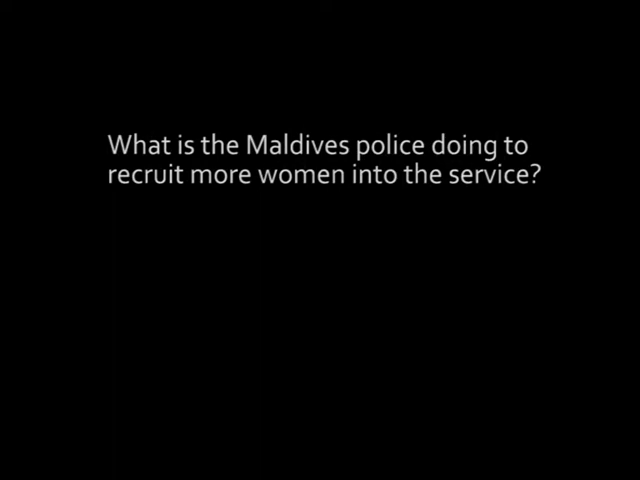 What is the Maldives police doing to
recruit more women into the service?